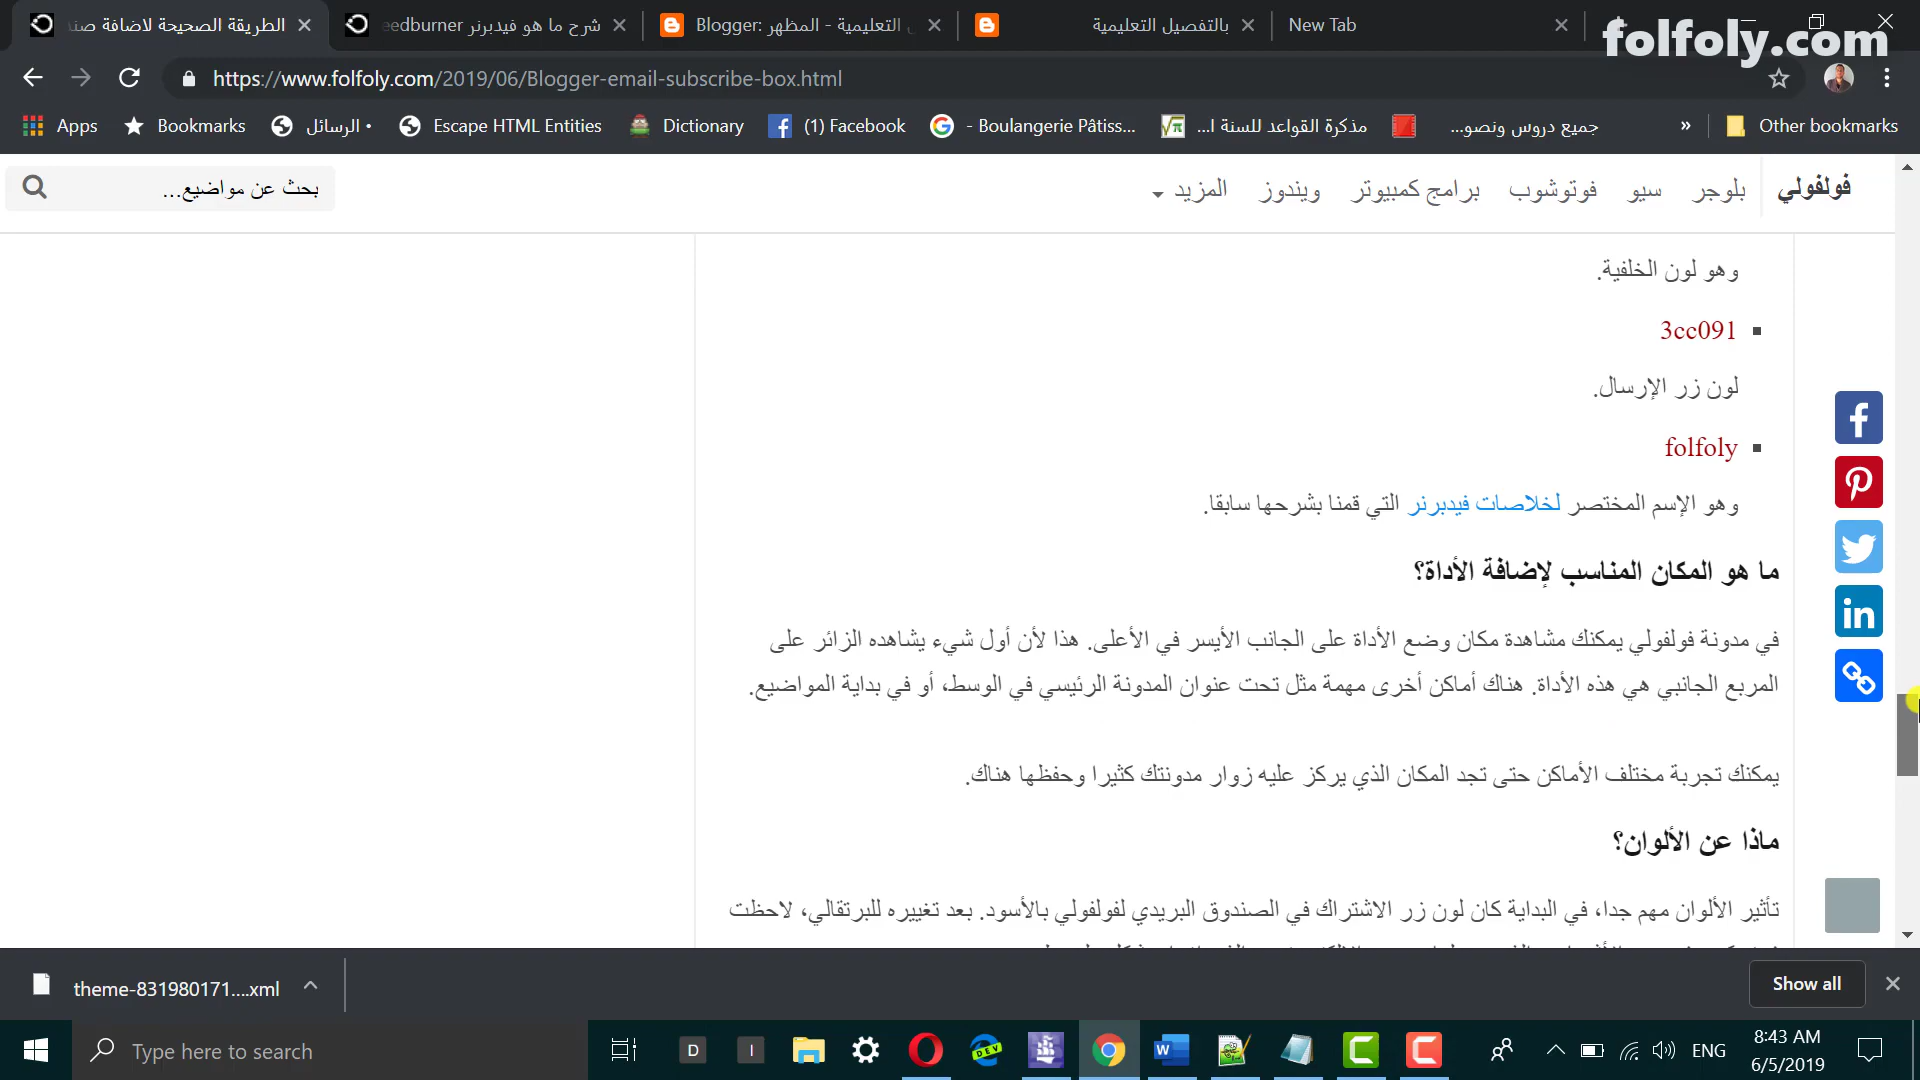 الطريقة الصحيحة لاضافة صند
شرح ما هو فيدبرنر eedburner
Blogger: ل التعليمية - المظهر
بالتفصيل التعليمية
New Tab
folfoly.com
https://www.folfoly.com/2019/06/Blogger-email-subscribe-box.html
Apps
Bookmarks
• الرسائل
Escape HTML Entities
Dictionary
(1) Facebook
- Boulangerie Pâtiss...
مذكرة القواعد للسنة ا...
جميع دروس ونصو...
»
Other bookmarks
فولفولي
بلوجر
سيو
فوتوشوب
برامج كمبيوتر
ويندوز
المزيد
بحث عن مواضيع...
وهو لون الخلفية.
3cc091
لون زر الإرسال.
folfoly
وهو الإسم المختصر لخلاصات فيدبرنر التي قمنا بشرحها سابقا.
ما هو المكان المناسب لإضافة الأداة؟
في مدونة فولفولي يمكنك مشاهدة مكان وضع الأداة على الجانب الأيسر في الأعلى. هذا لأن أول شيء يشاهده الزائر على
المربع الجانبي هي هذه الأداة. هناك أماكن أخرى مهمة مثل تحت عنوان المدونة الرئيسي في الوسط، أو في بداية المواضيع.
يمكنك تجربة مختلف الأماكن حتى تجد المكان الذي يركز عليه زوار مدونتك كثيرا وحفظها هناك.
ماذا عن الألوان؟
تأثير الألوان مهم جدا، في البداية كان لون زر الاشتراك في الصندوق البريدي لفولفولي بالأسود. بعد تغييره للبرتقالي، لاحظت
theme-831980171....xml
Show all
Type here to search
D
I
DEV
ENG
8:43 AM
6/5/2019